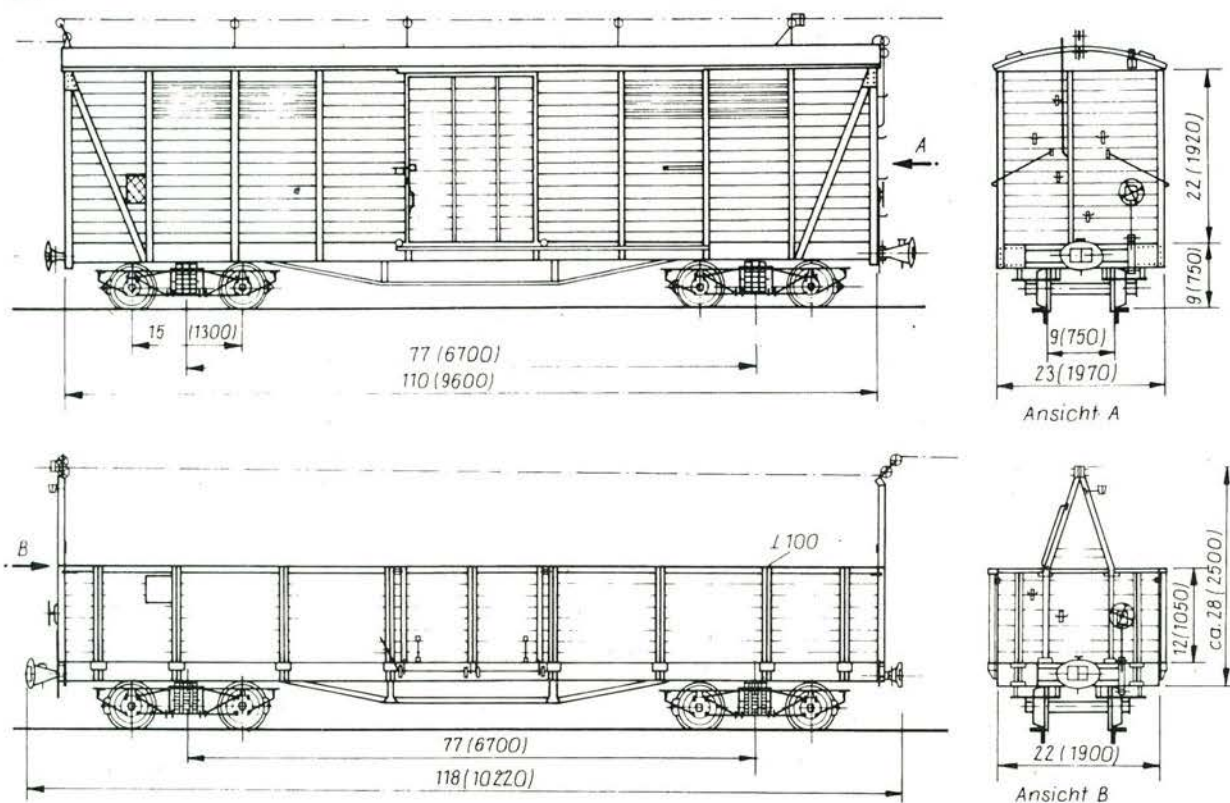 A
22 (1920)
9 (750)
15 (1300)
77 (6700)
110 (9600)
9(750)
23(1970)
Ansicht A
B
L 100
12(1050)
ca. 28 (2500)
77 (6700)
118 (10220)
22 (1900)
Ansicht B